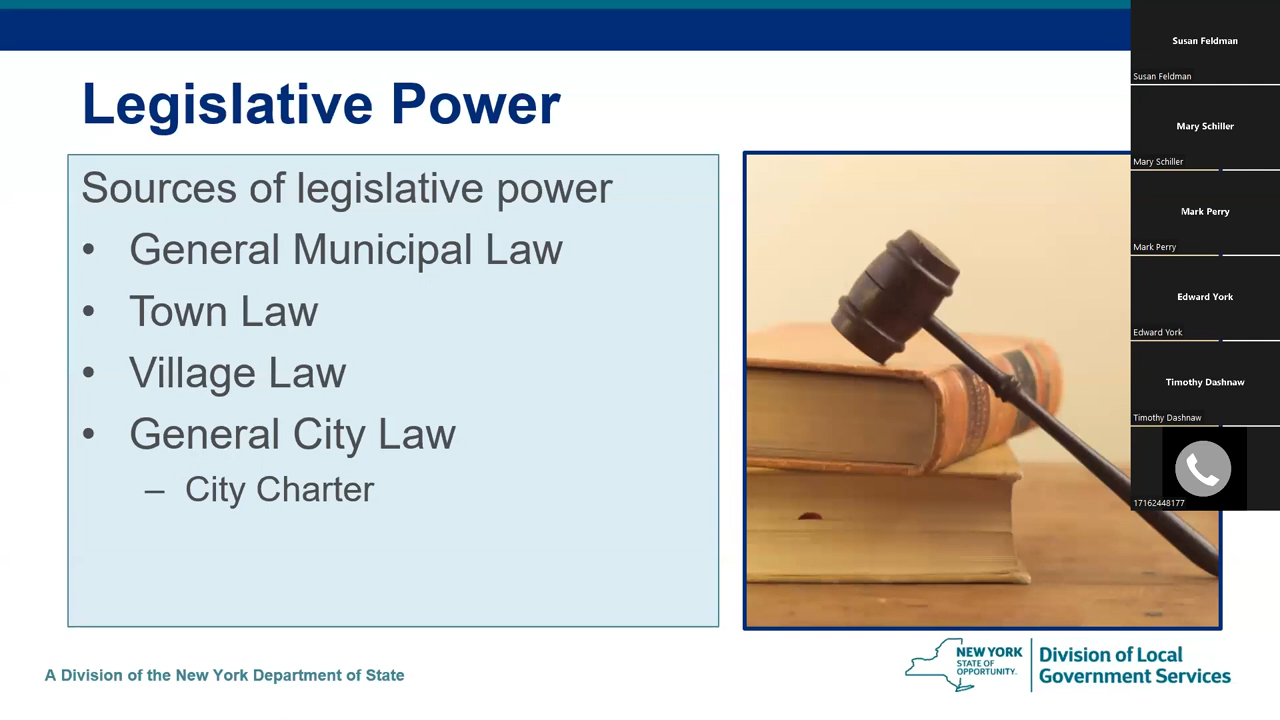 Legislative Power
Sources of legislative power
• General Municipal Law
• Town Law
• Village Law
• General City Law
– City Charter
A Division of the New York Department of State
NEW YORK
STATE OF
OPPORTUNITY.
Division of Local
Government Services
Susan Feldman
Susan Feldman
Mary Schiller
Mary Schiller
Mark Perry
Mark Perry
Edward York
Edward York
Timothy Dashnaw
Timothy Dashnaw
17162448177